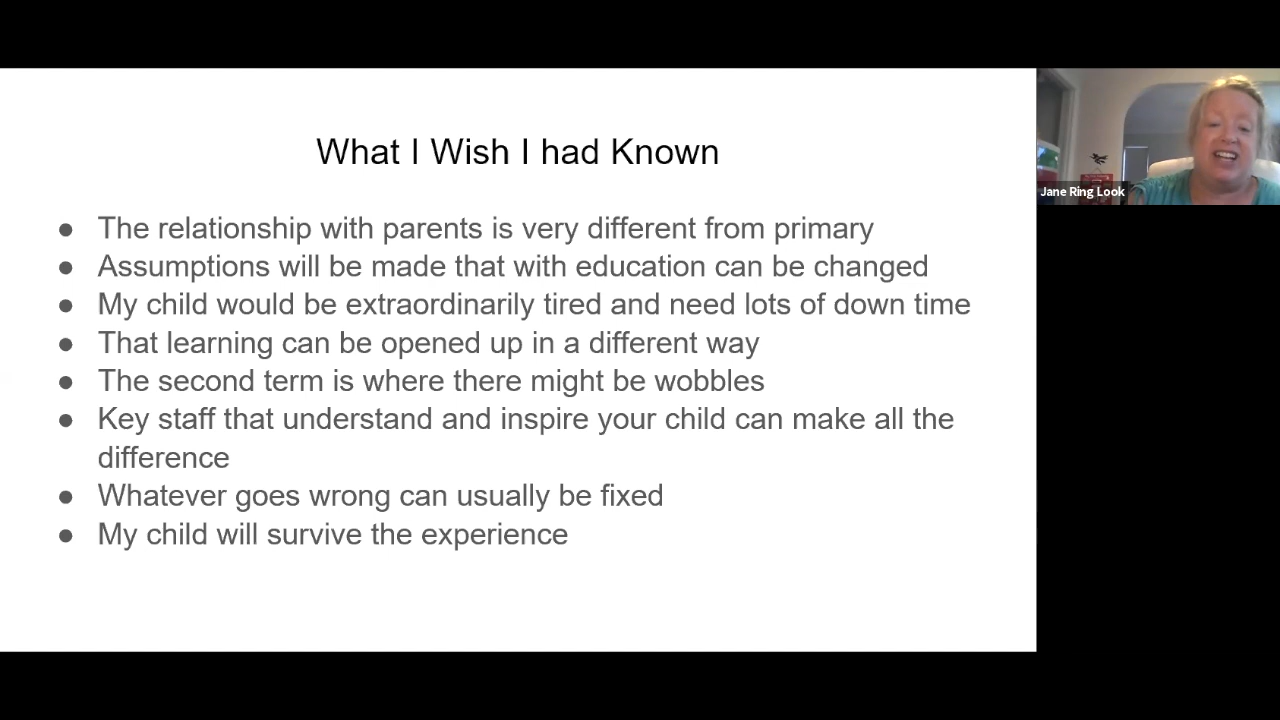 What I Wish I had Known
● The relationship with parents is very different from primary
● Assumptions will be made that with education can be changed
● My child would be extraordinarily tired and need lots of down time
● That learning can be opened up in a different way
● The second term is where there might be wobbles
● Key staff that understand and inspire your child can make all the
difference
● Whatever goes wrong can usually be fixed
● My child will survive the experience
Jane Ring Look